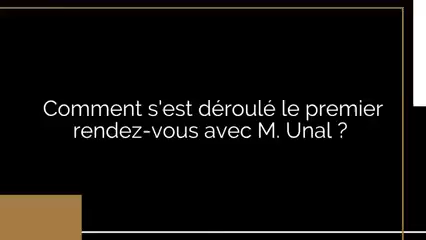 Comment s'est déroulé le premier
rendez-vous avec M. Unal ?